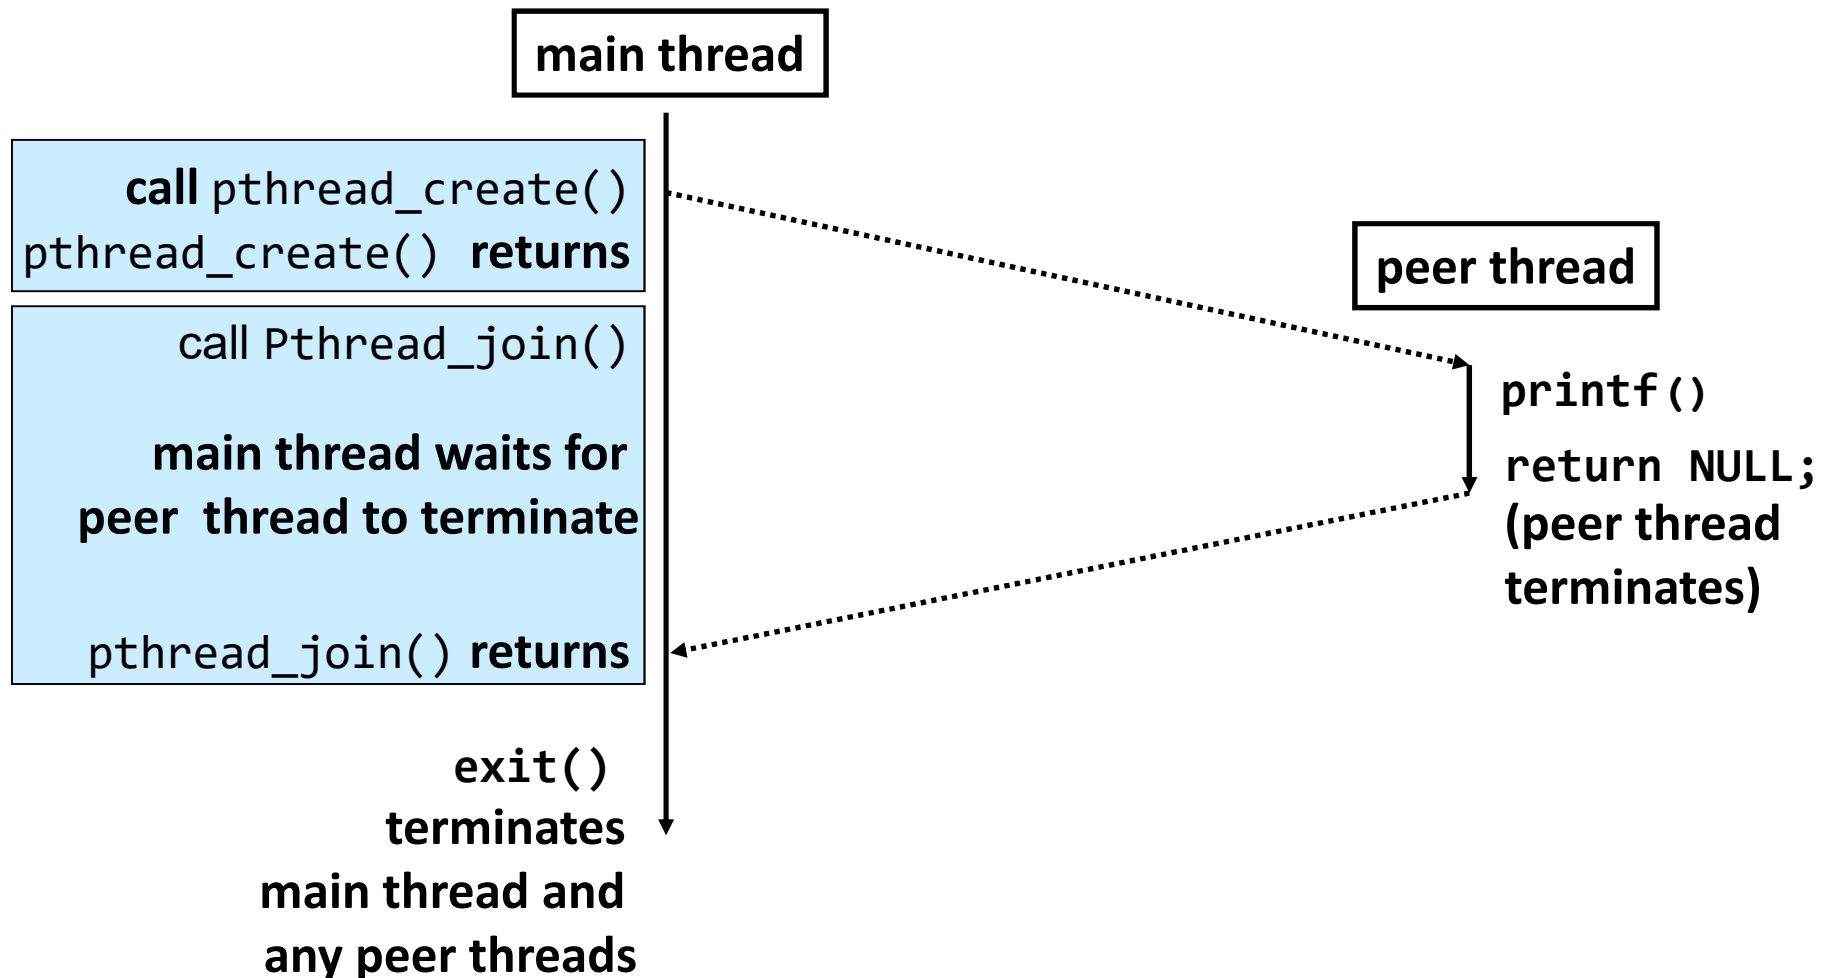 main thread
call pthread_create()
pthread_create() returns
call Pthread_join()
main thread waits for
peer thread to terminate
pthread_join() returns
exit()
terminates
main thread and
any peer threads
peer thread
printf()
return NULL;
(peer thread
terminates)